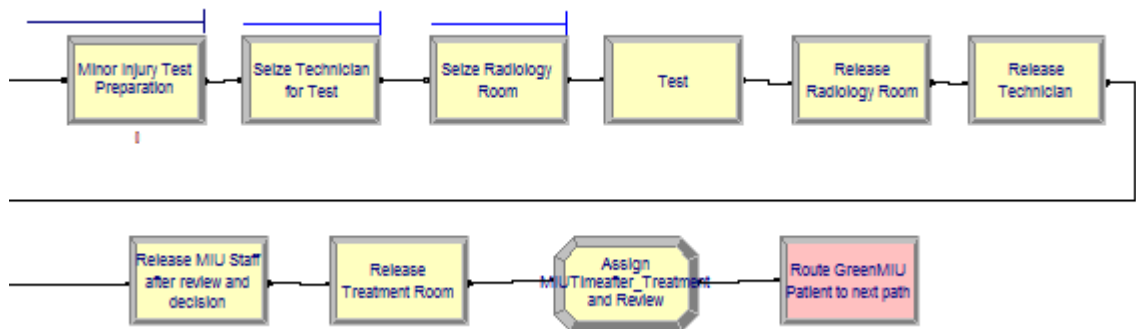 Minor Injury Test
Preparation
Seize Technician
for Test
Seize Radiology
Room
Test
Release
Radiology Room
Release
Technician
Release MIU Staff
after review and
decision
Release
Treatment Room
Assign
MIUTimeafter_Treatment
and Review
Route GreenMIU
Patient to next path